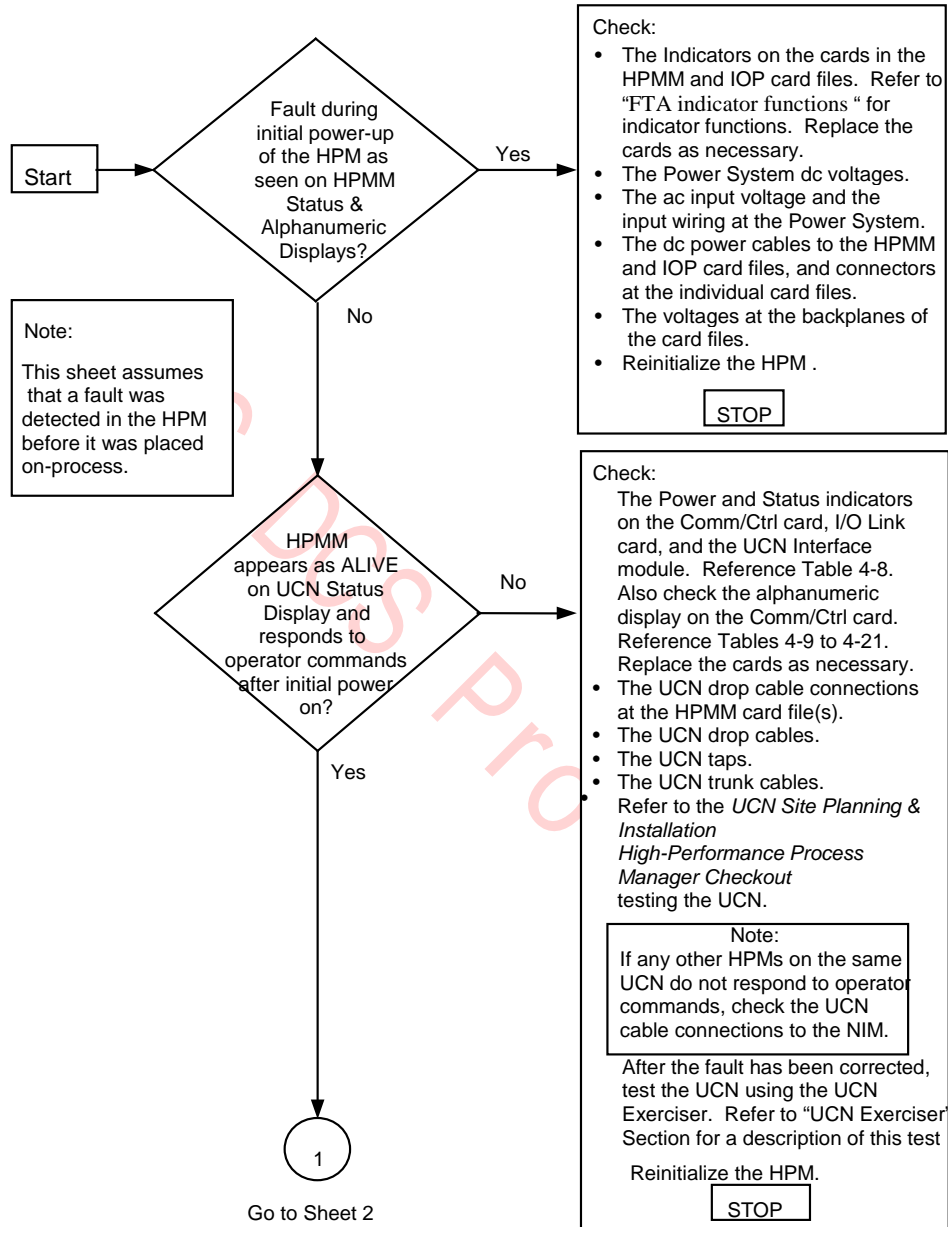 Start
Fault during
initial power-up
of the HPM as
seen on HPMM
Status &
Alphanumeric
Displays?
Yes
No
Check:
• The Indicators on the cards in the
HPMM and IOP card files. Refer to
“FTA indicator functions “ for
indicator functions. Replace the
cards as necessary.
• The Power System dc voltages.
• The ac input voltage and the
input wiring at the Power System.
• The dc power cables to the HPMM
and IOP card files, and connectors
at the individual card files.
• The voltages at the backplanes of
the card files.
• Reinitialize the HPM .
STOP
Note:
This sheet assumes
that a fault was
detected in the HPM
before it was placed
on-process.
HPMM
appears as ALIVE
on UCN Status
Display and
responds to
operator commands
after initial power
on?
No
Yes
Check:
The Power and Status indicators
on the Comm/Ctrl card, I/O Link
card, and the UCN Interface
module. Reference Table 4-8.
Also check the alphanumeric
display on the Comm/Ctrl card.
Reference Tables 4-9 to 4-21.
Replace the cards as necessary.
• The UCN drop cable connections
at the HPMM card file(s).
• The UCN drop cables.
• The UCN taps.
• The UCN trunk cables.
• Refer to the UCN Site Planning &
Installation
High-Performance Process
Manager Checkout
testing the UCN.
Note:
If any other HPMs on the same
UCN do not respond to operator
commands, check the UCN
cable connections to the NIM.
After the fault has been corrected,
test the UCN using the UCN
Exerciser. Refer to “UCN Exerciser”
Section for a description of this test
Reinitialize the HPM.
STOP
1
Go to Sheet 2
DCS Pro